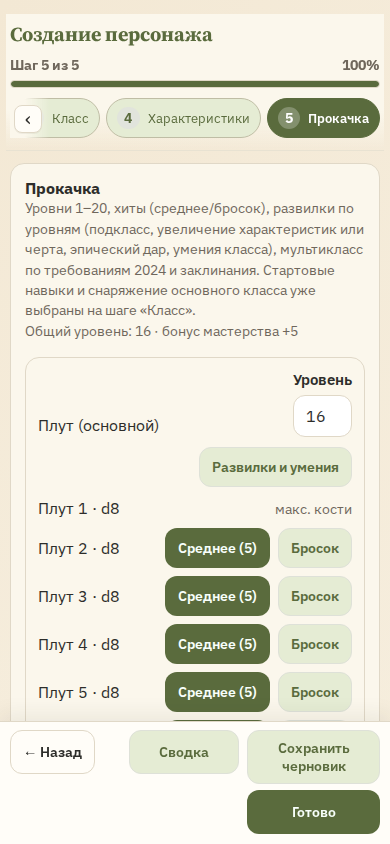 Создание персонажа
Шаг 5 из 5 100%
‹ Класс 4 Характеристики 5 Прокачка
Прокачка
Уровни 1–20, хиты (среднее/бросок), развилки по
уровням (подкласс, увеличение характеристик или
черта, эпический дар, умения класса), мультикласс
по требованиям 2024 и заклинания. Стартовые
навыки и снаряжение основного класса уже
выбраны на шаге «Класс».
Общий уровень: 16 · бонус мастерства +5
Уровень
Плут (основной) 16
Развилки и умения
Плут 1 · d8 макс. кости
Плут 2 · d8 Среднее (5) Бросок
Плут 3 · d8 Среднее (5) Бросок
Плут 4 · d8 Среднее (5) Бросок
Плут 5 · d8 Среднее (5) Бросок
← Назад Сводка Сохранить
черновик
Готово